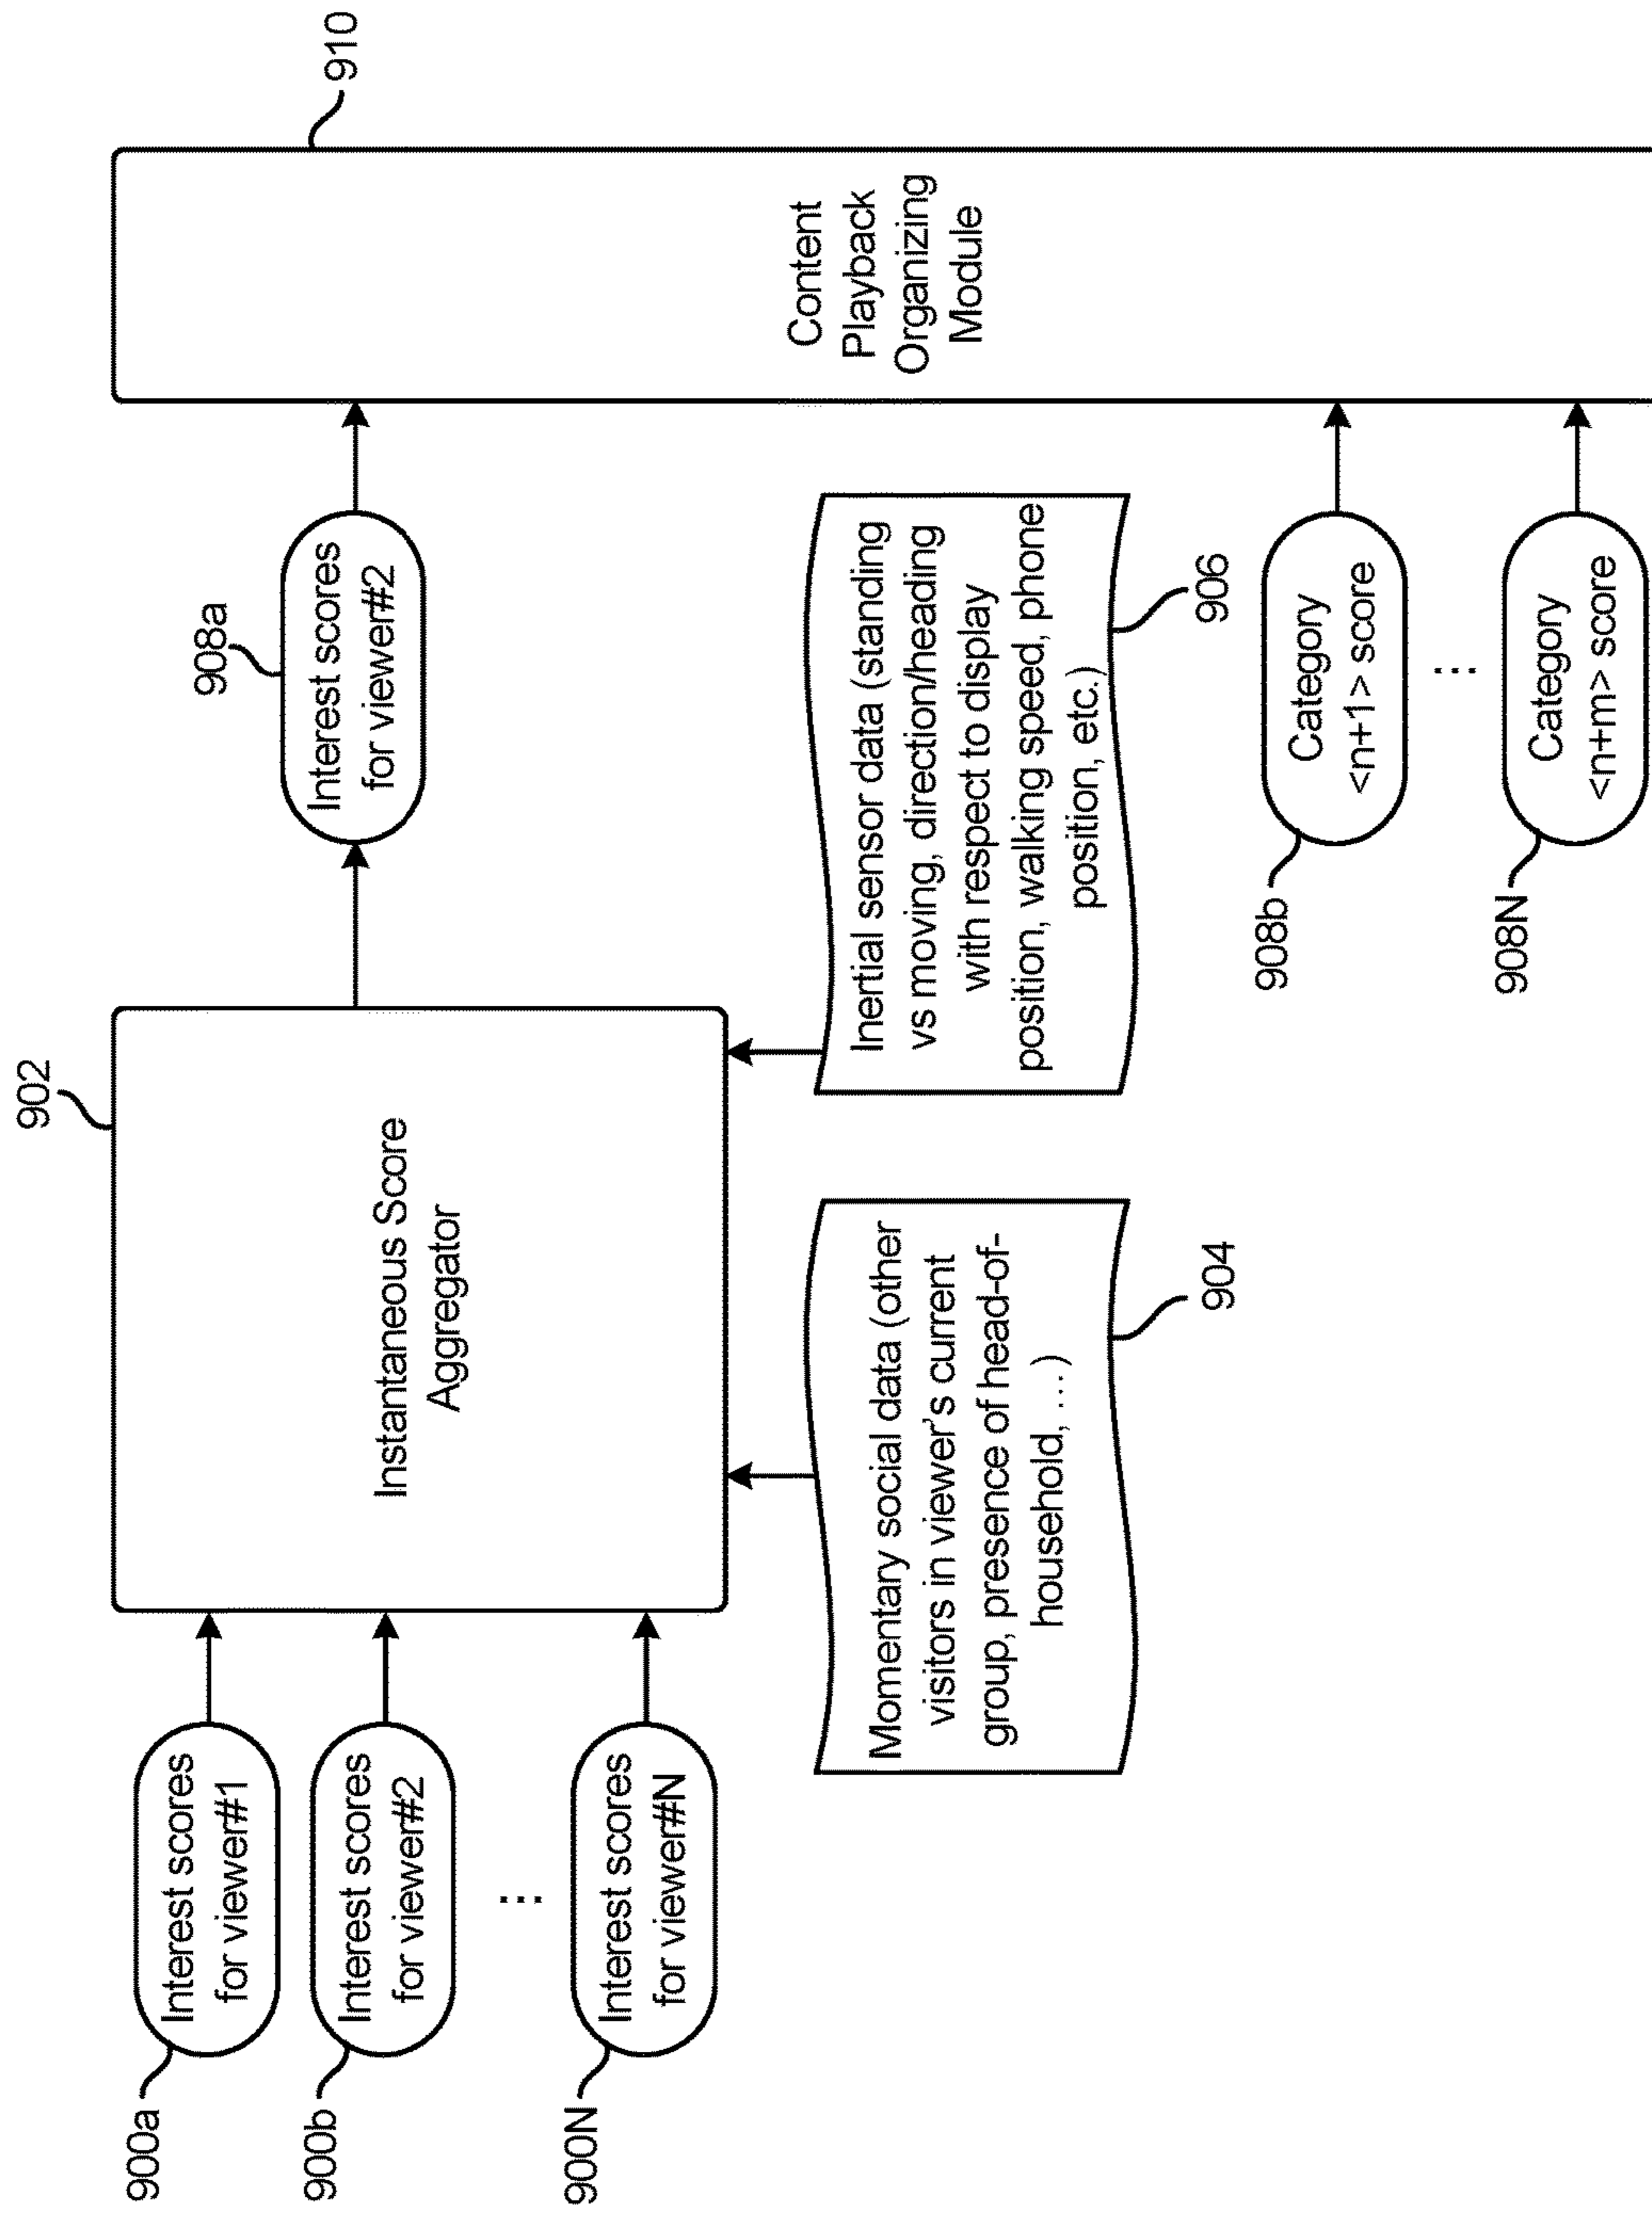 900a
Interest scores
for viewer#1
900b
Interest scores
for viewer#2
...
900N
Interest scores
for viewer#N
902
Instantaneous Score
Aggregator
Momentary social data (other
visitors in viewer's current
group, presence of head-of-
household, ...)
904
Inertial sensor data (standing
vs moving, direction/heading
with respect to display
position, walking speed, phone
position, etc.)
906
908a
Interest scores
for viewer#2
908b
Category
<n+1> score
...
908N
Category
<n+m> score
910
Content
Playback
Organizing
Module